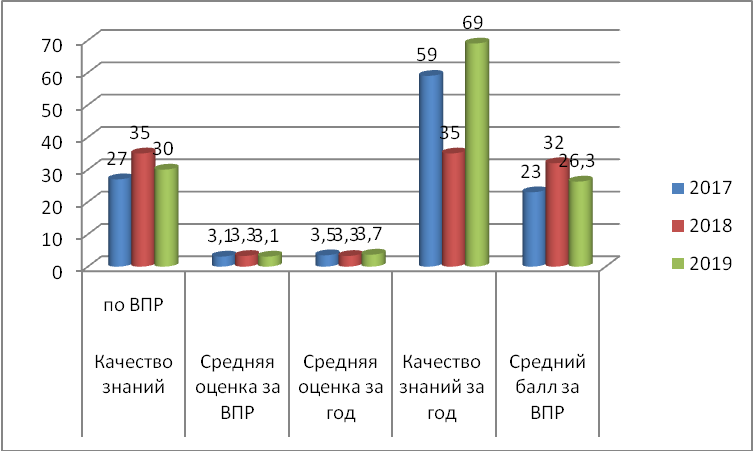 70
60
50
40
30
20
10
0
27
35
30
3,1
3,3
3,1
3,5
3,3
3,7
59
35
69
23
32
26,3
2017
2018
2019
по ВПР
Качество
знаний
Средняя
оценка за
ВПР
Средняя
оценка за
год
Качество
знаний за
год
Средний
балл за
ВПР